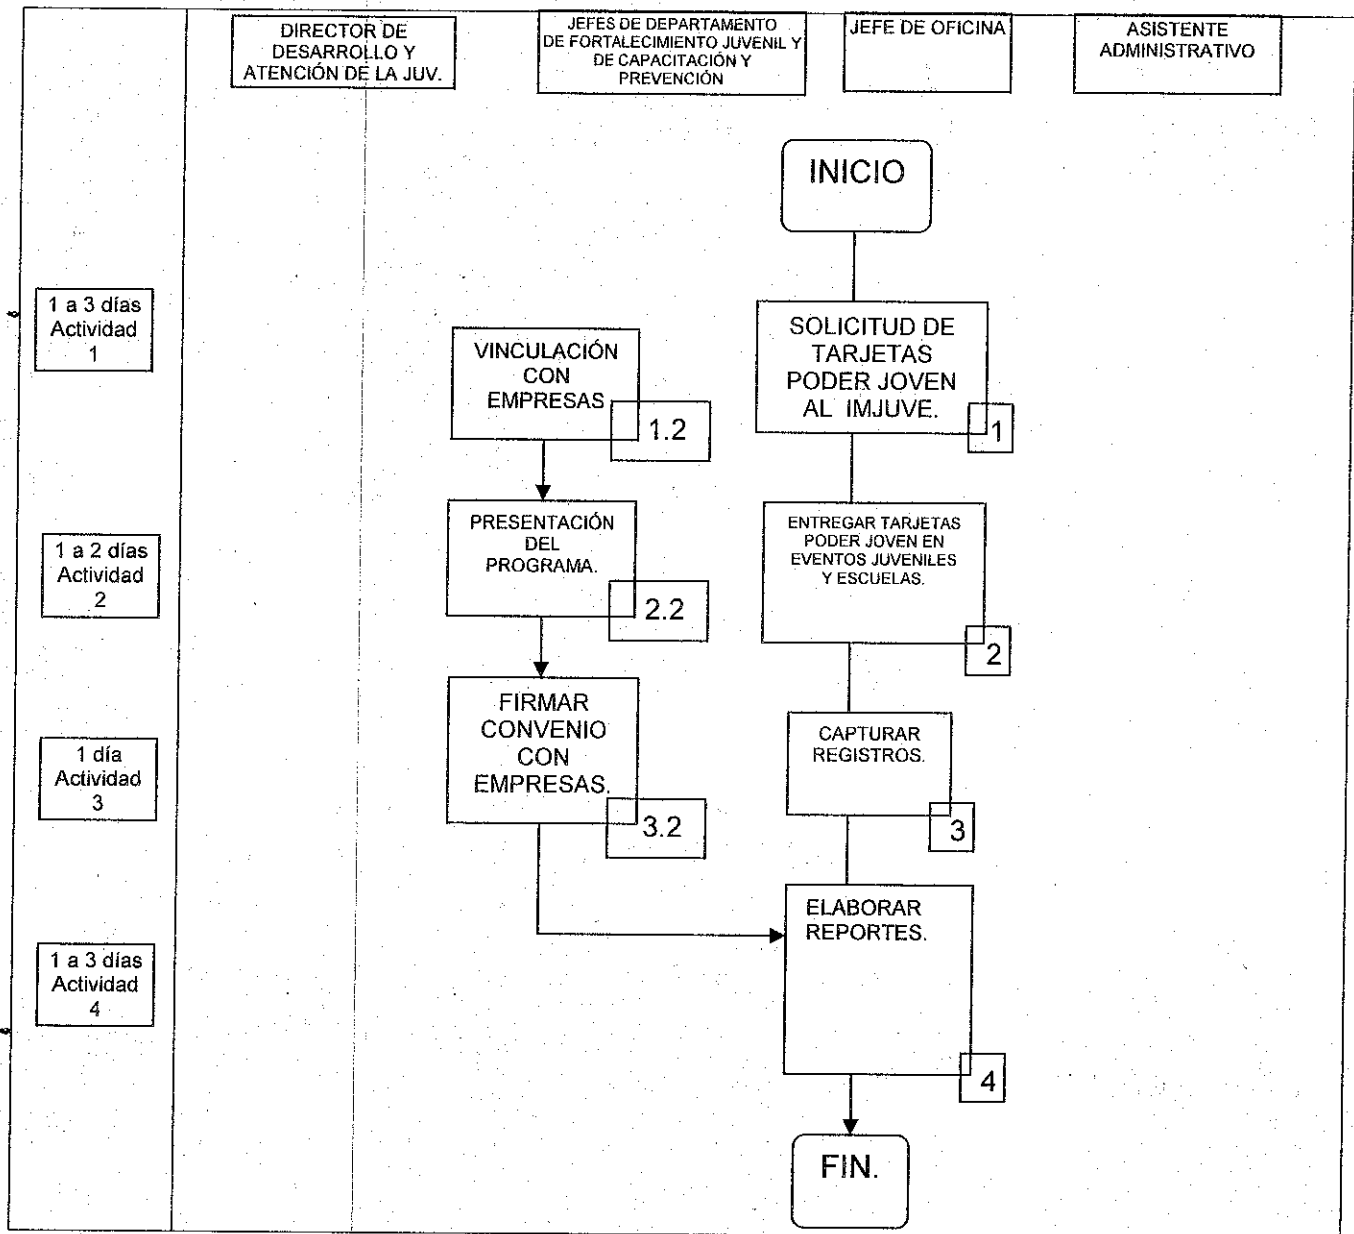 DIRECTOR DE
DESARROLLO Y
ATENCIÓN DE LA JUV.
JEFES DE DEPARTAMENTO
DE FORTALECIMIENTO JUVENIL Y
DE CAPACITACIÓN Y
PREVENCIÓN
JEFE DE OFICINA
ASISTENTE
ADMINISTRATIVO
INICIO
1 a 3 días
Actividad
1
VINCULACIÓN
CON
EMPRESAS
1.2
SOLICITUD DE
TARJETAS
PODER JOVEN
AL IMJUVE.
1
1 a 2 días
Actividad
2
PRESENTACIÓN
DEL
PROGRAMA.
2.2
ENTREGAR TARJETAS
PODER JOVEN EN
EVENTOS JUVENILES
Y ESCUELAS.
2
1 día
Actividad
3
FIRMAR
CONVENIO
CON
EMPRESAS.
3.2
CAPTURAR
REGISTROS.
3
1 a 3 días
Actividad
4
ELABORAR
REPORTES.
4
FIN.